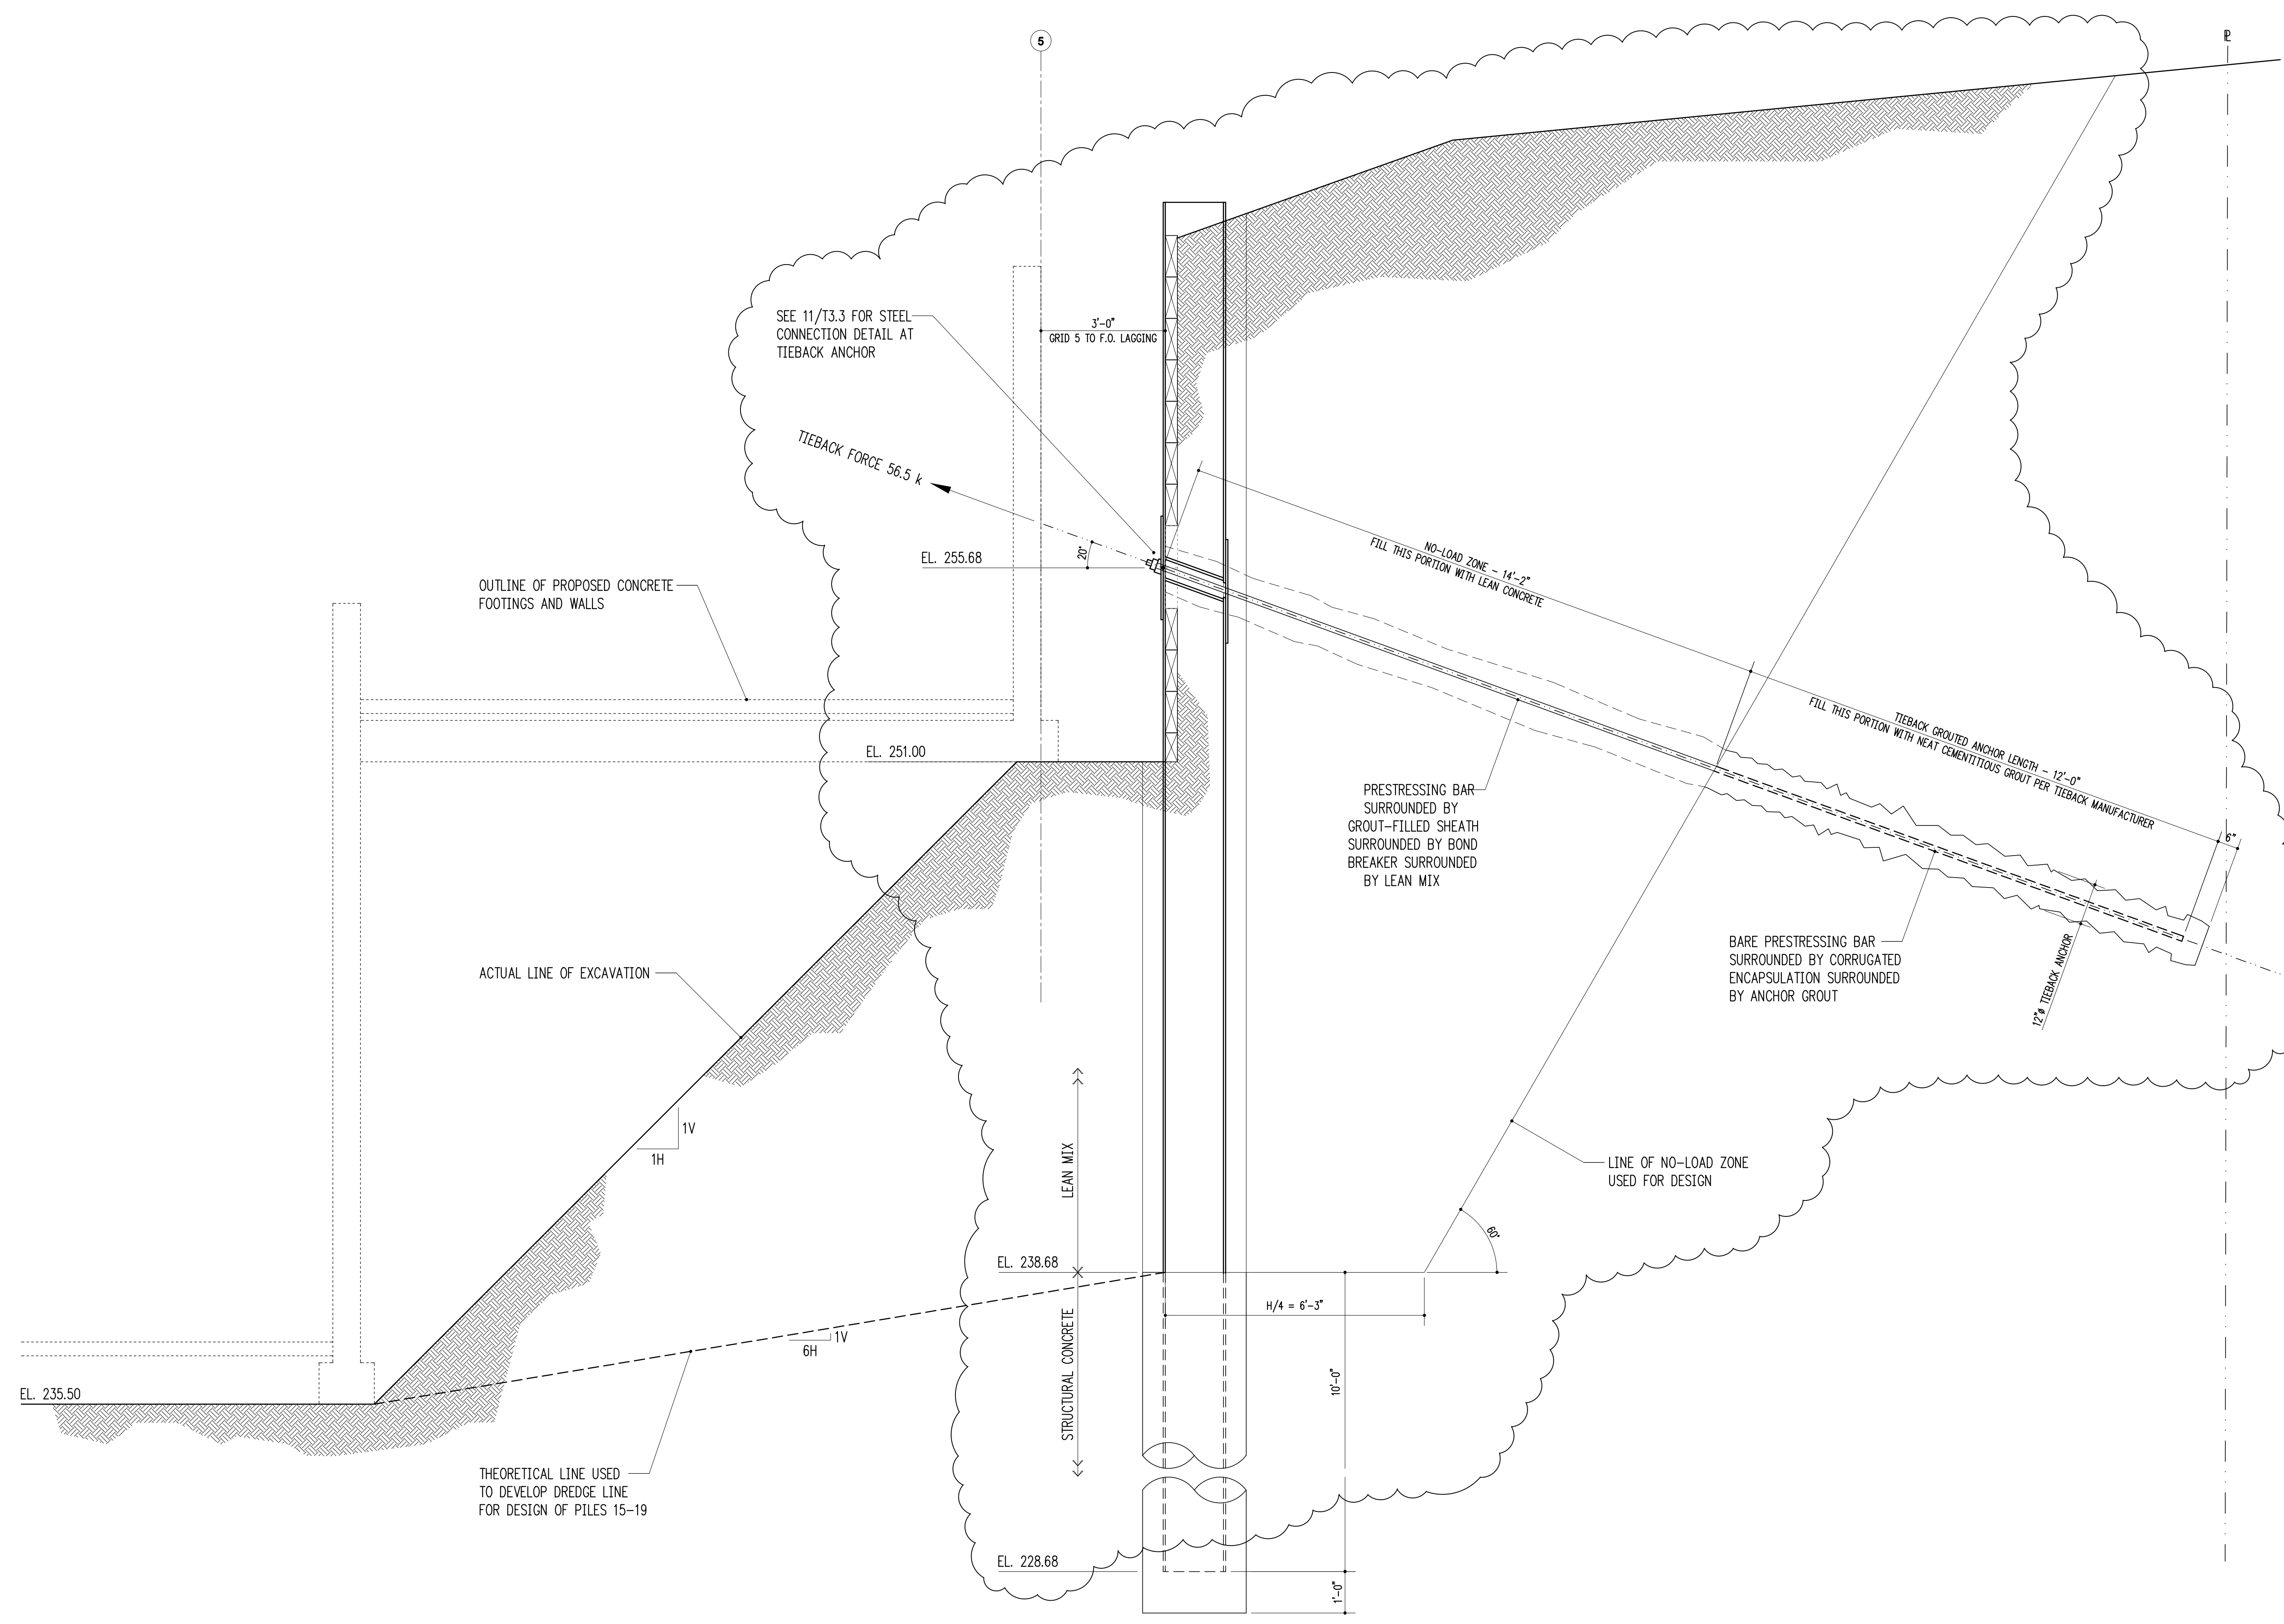 5
PL
SEE 11/T3.3 FOR STEEL
CONNECTION DETAIL AT
TIEBACK ANCHOR
3'-0"
GRID 5 TO F.O. LAGGING
TIEBACK FORCE 56.5 k
20°
EL. 255.68
NO-LOAD ZONE - 14'-2"
FILL THIS PORTION WITH LEAN CONCRETE
OUTLINE OF PROPOSED CONCRETE
FOOTINGS AND WALLS
TIEBACK GROUTED ANCHOR LENGTH - 12'-0"
FILL THIS PORTION WITH NEAT CEMENTITIOUS GROUT PER TIEBACK MANUFACTURER
6"
EL. 251.00
PRESTRESSING BAR
SURROUNDED BY
GROUT-FILLED SHEATH
SURROUNDED BY BOND
BREAKER SURROUNDED
BY LEAN MIX
BARE PRESTRESSING BAR
SURROUNDED BY CORRUGATED
ENCAPSULATION SURROUNDED
BY ANCHOR GROUT
12"ø TIEBACK ANCHOR
ACTUAL LINE OF EXCAVATION
1V
1H
LEAN MIX
LINE OF NO-LOAD ZONE
USED FOR DESIGN
60°
EL. 238.68
H/4 = 6'-3"
STRUCTURAL CONCRETE
1V
6H
10'-0"
EL. 235.50
THEORETICAL LINE USED
TO DEVELOP DREDGE LINE
FOR DESIGN OF PILES 15-19
EL. 228.68
1'-0"